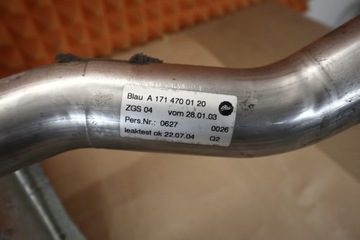 Blau A 171 470 01 20
ZGS 04 vom 28.01.03
Pers.Nr.: 0627 0026
leaktest ok 22.07.04 Q2